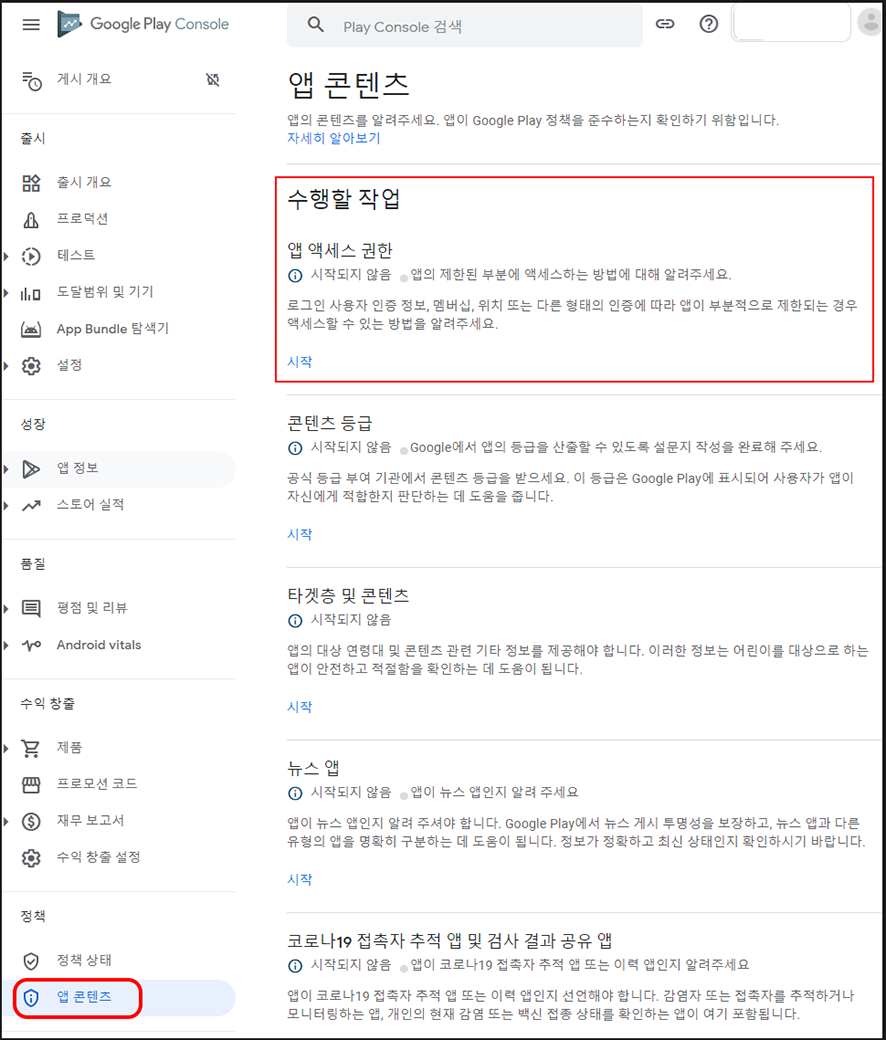 Google Play Console
Play Console 검색
게시 개요
출시
출시 개요
프로덕션
테스트
도달범위 및 기기
App Bundle 탐색기
설정
성장
앱 정보
스토어 실적
품질
평점 및 리뷰
Android vitals
수익 창출
제품
프로모션 코드
재무 보고서
수익 창출 설정
정책
정책 상태
앱 콘텐츠
앱 콘텐츠
앱의 콘텐츠를 알려주세요. 앱이 Google Play 정책을 준수하는지 확인하기 위함입니다.
자세히 알아보기
수행할 작업
앱 액세스 권한
시작되지 않음 앱의 제한된 부분에 액세스하는 방법에 대해 알려주세요.
로그인 사용자 인증 정보, 멤버십, 위치 또는 다른 형태의 인증에 따라 앱이 부분적으로 제한되는 경우
액세스할 수 있는 방법을 알려주세요.
시작
콘텐츠 등급
시작되지 않음 Google에서 앱의 등급을 산출할 수 있도록 설문지 작성을 완료해 주세요.
공식 등급 부여 기관에서 콘텐츠 등급을 받으세요. 이 등급은 Google Play에 표시되어 사용자가 앱이
자신에게 적합한지 판단하는 데 도움을 줍니다.
시작
타겟층 및 콘텐츠
시작되지 않음
앱의 대상 연령대 및 콘텐츠 관련 기타 정보를 제공해야 합니다. 이러한 정보는 어린이를 대상으로 하는
앱이 안전하고 적절함을 확인하는 데 도움이 됩니다.
시작
뉴스 앱
시작되지 않음 앱이 뉴스 앱인지 알려 주세요
앱이 뉴스 앱인지 알려 주셔야 합니다. Google Play에서 뉴스 게시 투명성을 보장하고, 뉴스 앱과 다른
유형의 앱을 명확히 구분하는 데 도움이 됩니다. 정보가 정확하고 최신 상태인지 확인하시기 바랍니다.
시작
코로나19 접촉자 추적 앱 및 검사 결과 공유 앱
시작되지 않음 앱이 코로나19 접촉자 추적 앱 또는 이력 앱인지 알려주세요
앱이 코로나19 접촉자 추적 앱 또는 이력 앱인지 선언해야 합니다. 감염자 또는 접촉자를 추적하거나
모니터링하는 앱, 개인의 현재 감염 또는 백신 접종 상태를 확인하는 앱이 여기 포함됩니다.